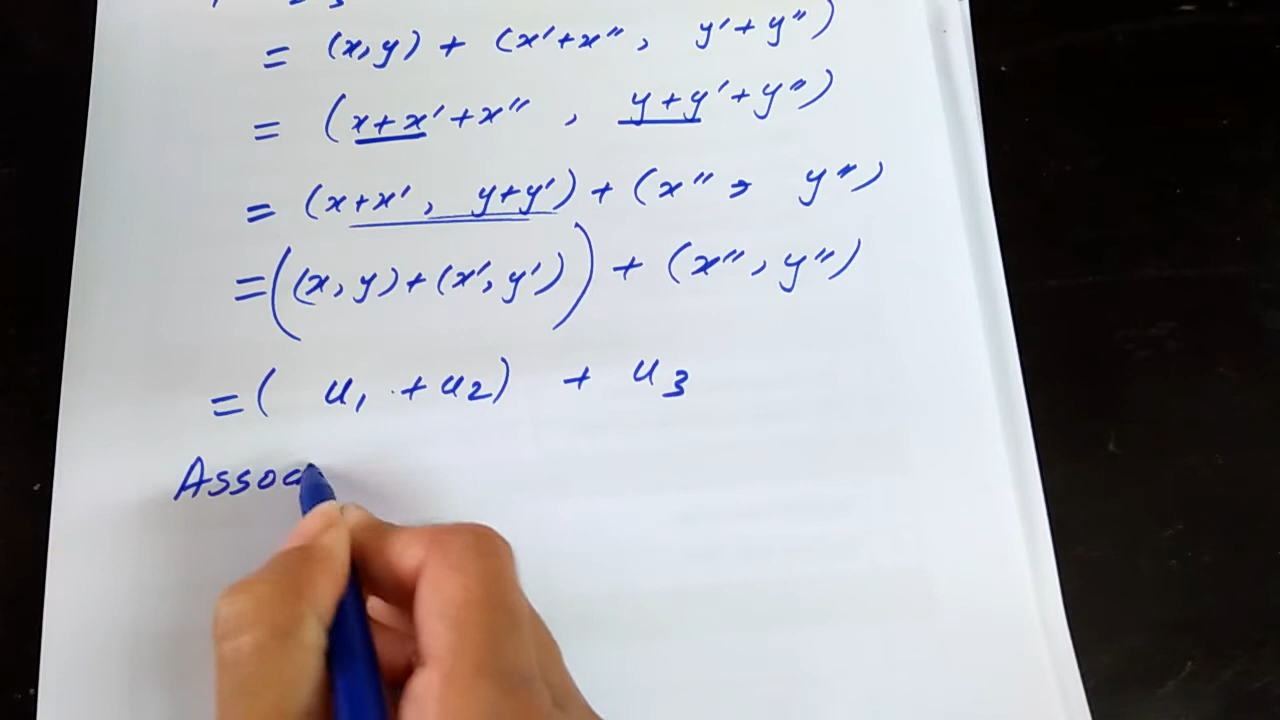 = (x,y) + (x'+x'', y'+y'')
= (x+x'+x'', y+y'+y'')
= (x+x', y+y') + (x'', y'')
= ((x,y)+(x',y')) + (x'',y'')
= ( u₁ + u₂) + u₃
Assoc